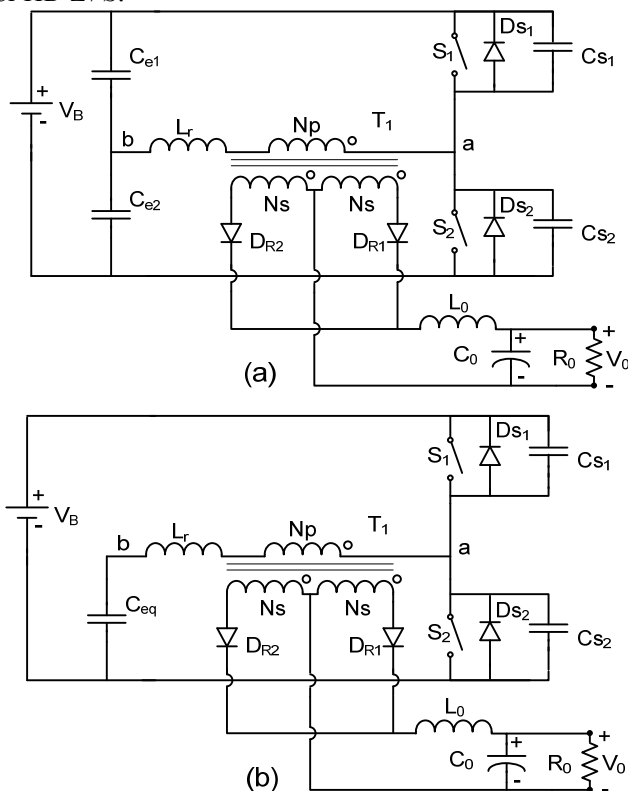 Ds1
S1
Cs1
Ce1
+
VB
-
Lr
Np
T1
b
a
Ce2
Ns
Ns
S2
Ds2
Cs2
DR2
DR1
L0
+
+
C0
R0
V0
-
-
(a)
Ds1
S1
Cs1
+
VB
-
Lr
Np
T1
b
a
Ceq
Ns
Ns
S2
Ds2
Cs2
DR2
DR1
L0
+
+
C0
R0
V0
-
-
(b)